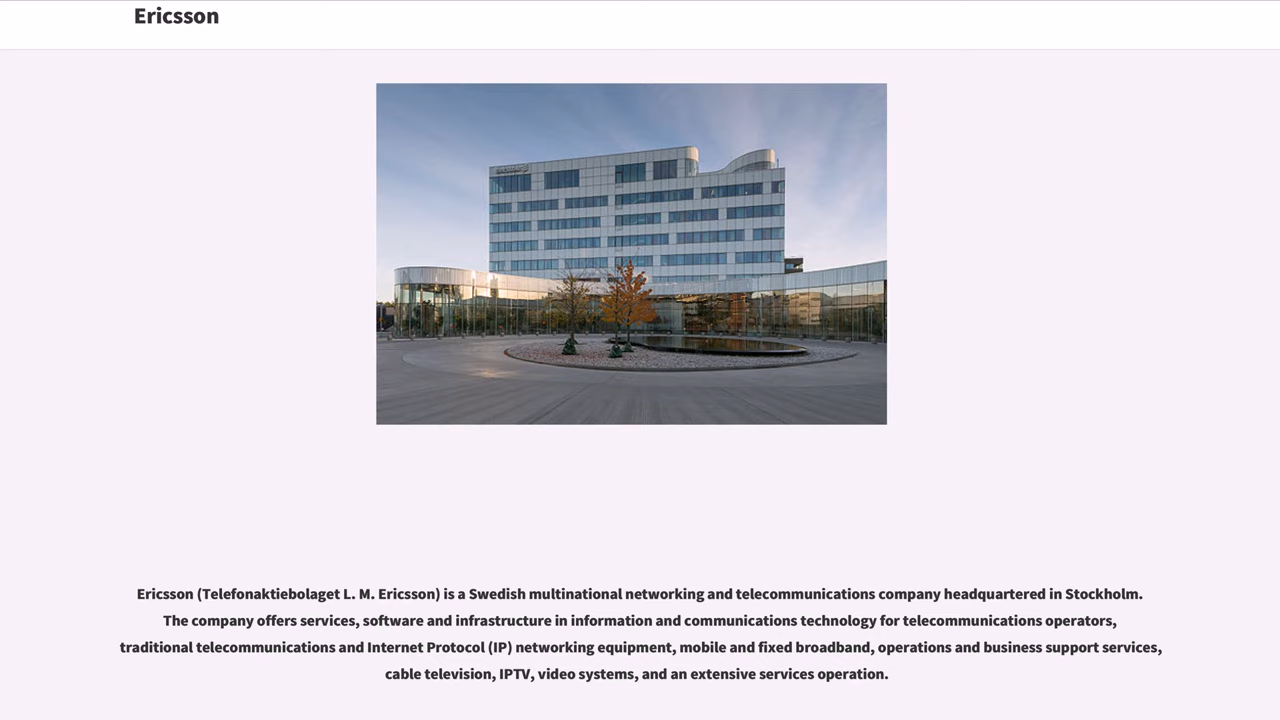 Ericsson
Ericsson (Telefonaktiebolaget L. M. Ericsson) is a Swedish multinational networking and telecommunications company headquartered in Stockholm.
The company offers services, software and infrastructure in information and communications technology for telecommunications operators,
traditional telecommunications and Internet Protocol (IP) networking equipment, mobile and fixed broadband, operations and business support services,
cable television, IPTV, video systems, and an extensive services operation.